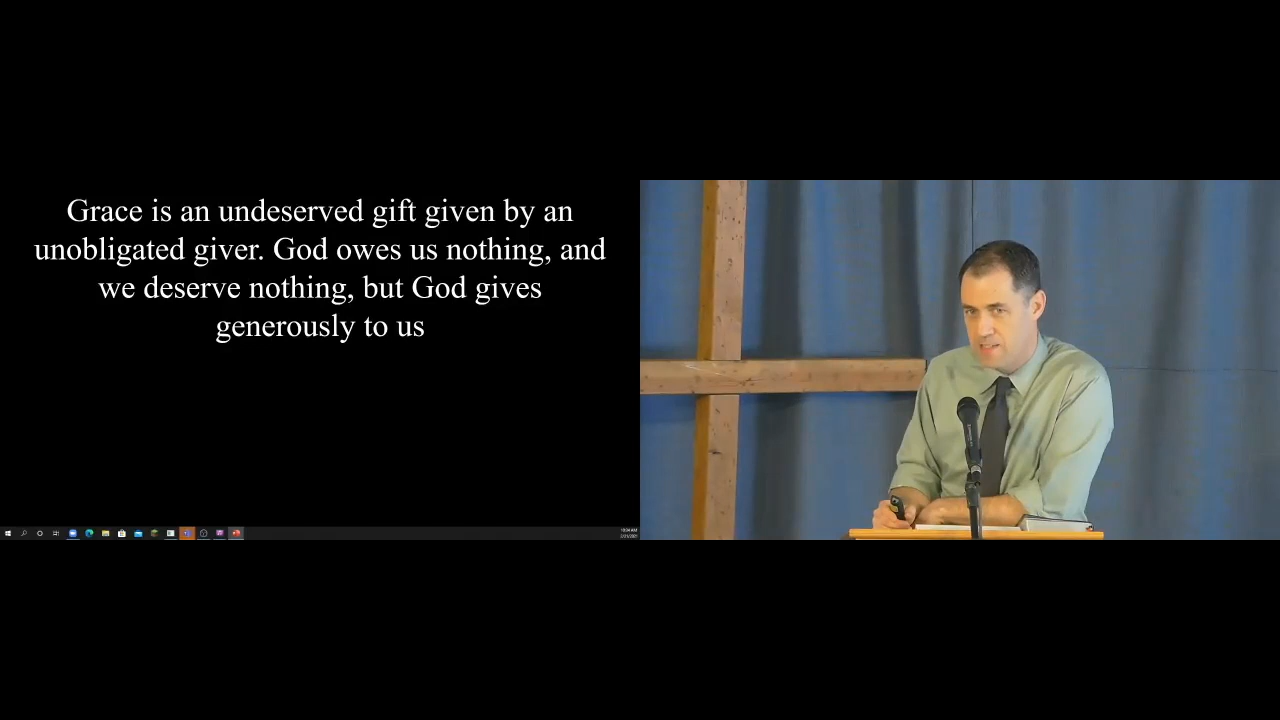 Grace is an undeserved gift given by an
unobligated giver. God owes us nothing, and
we deserve nothing, but God gives
generously to us